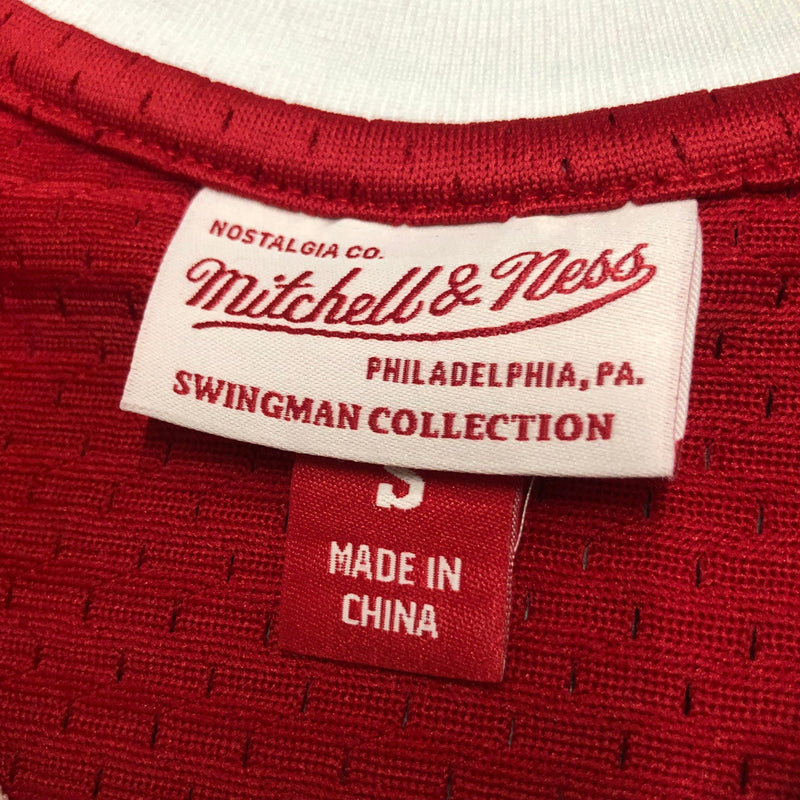 NOSTALGIA CO.
Mitchell & Ness
PHILADELPHIA, PA.
SWINGMAN COLLECTION
S
MADE IN
CHINA